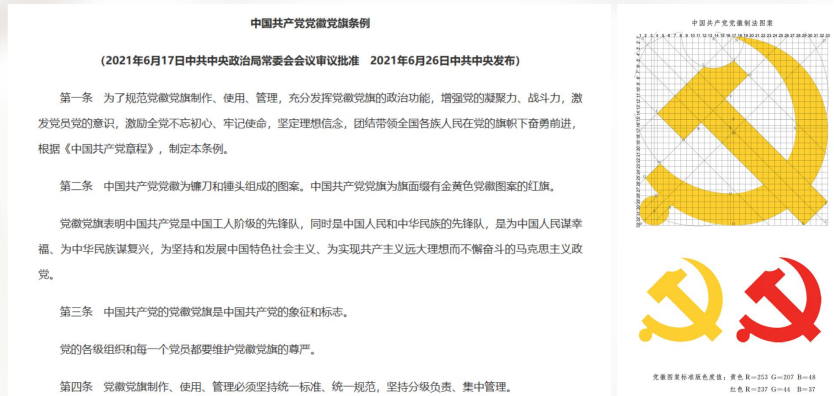 中国共产党党徽党旗条例
（2021年6月17日中共中央政治局常委会会议审议批准　2021年6月26日中共中央发布）
第一条　为了规范党徽党旗制作、使用、管理，充分发挥党徽党旗的政治功能，增强党的凝聚力、战斗力，激
发党员党的意识，激励全党不忘初心、牢记使命，坚定理想信念，团结带领全国各族人民在党的旗帜下奋勇前进，
根据《中国共产党章程》，制定本条例。
第二条　中国共产党党徽为镰刀和锤头组成的图案。中国共产党党旗为旗面缀有金黄色党徽图案的红旗。
党徽党旗表明中国共产党是中国工人阶级的先锋队，同时是中国人民和中华民族的先锋队，是为中国人民谋幸
福、为中华民族谋复兴，为坚持和发展中国特色社会主义、为实现共产主义远大理想而不懈奋斗的马克思主义政
党。
第三条　中国共产党的党徽党旗是中国共产党的象征和标志。
党的各级组织和每一个党员都要维护党徽党旗的尊严。
第四条　党徽党旗制作、使用、管理必须坚持统一标准、统一规范，坚持分级负责、集中管理。
中国共产党党徽制法图案
党徽图案标准版色度值：黄色 R=253 G=207 B=48
红色 R=237 G=44 B=37